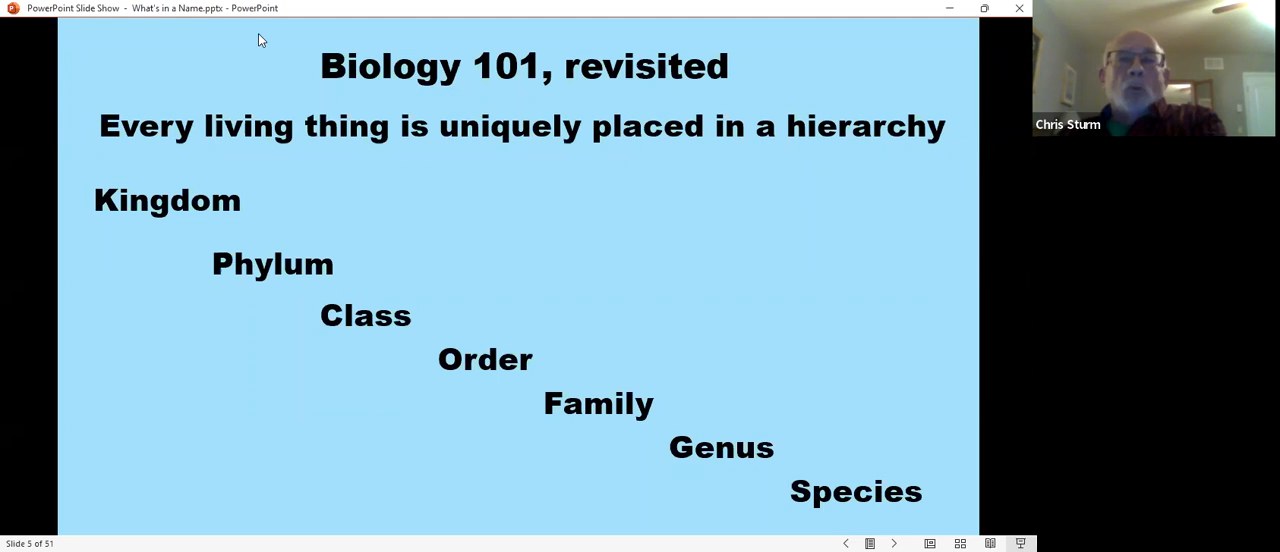 PowerPoint Slide Show - What's in a Name.pptx - PowerPoint
Biology 101, revisited
Every living thing is uniquely placed in a hierarchy
Kingdom
Phylum
Class
Order
Family
Genus
Species
Chris Sturm
Slide 5 of 51